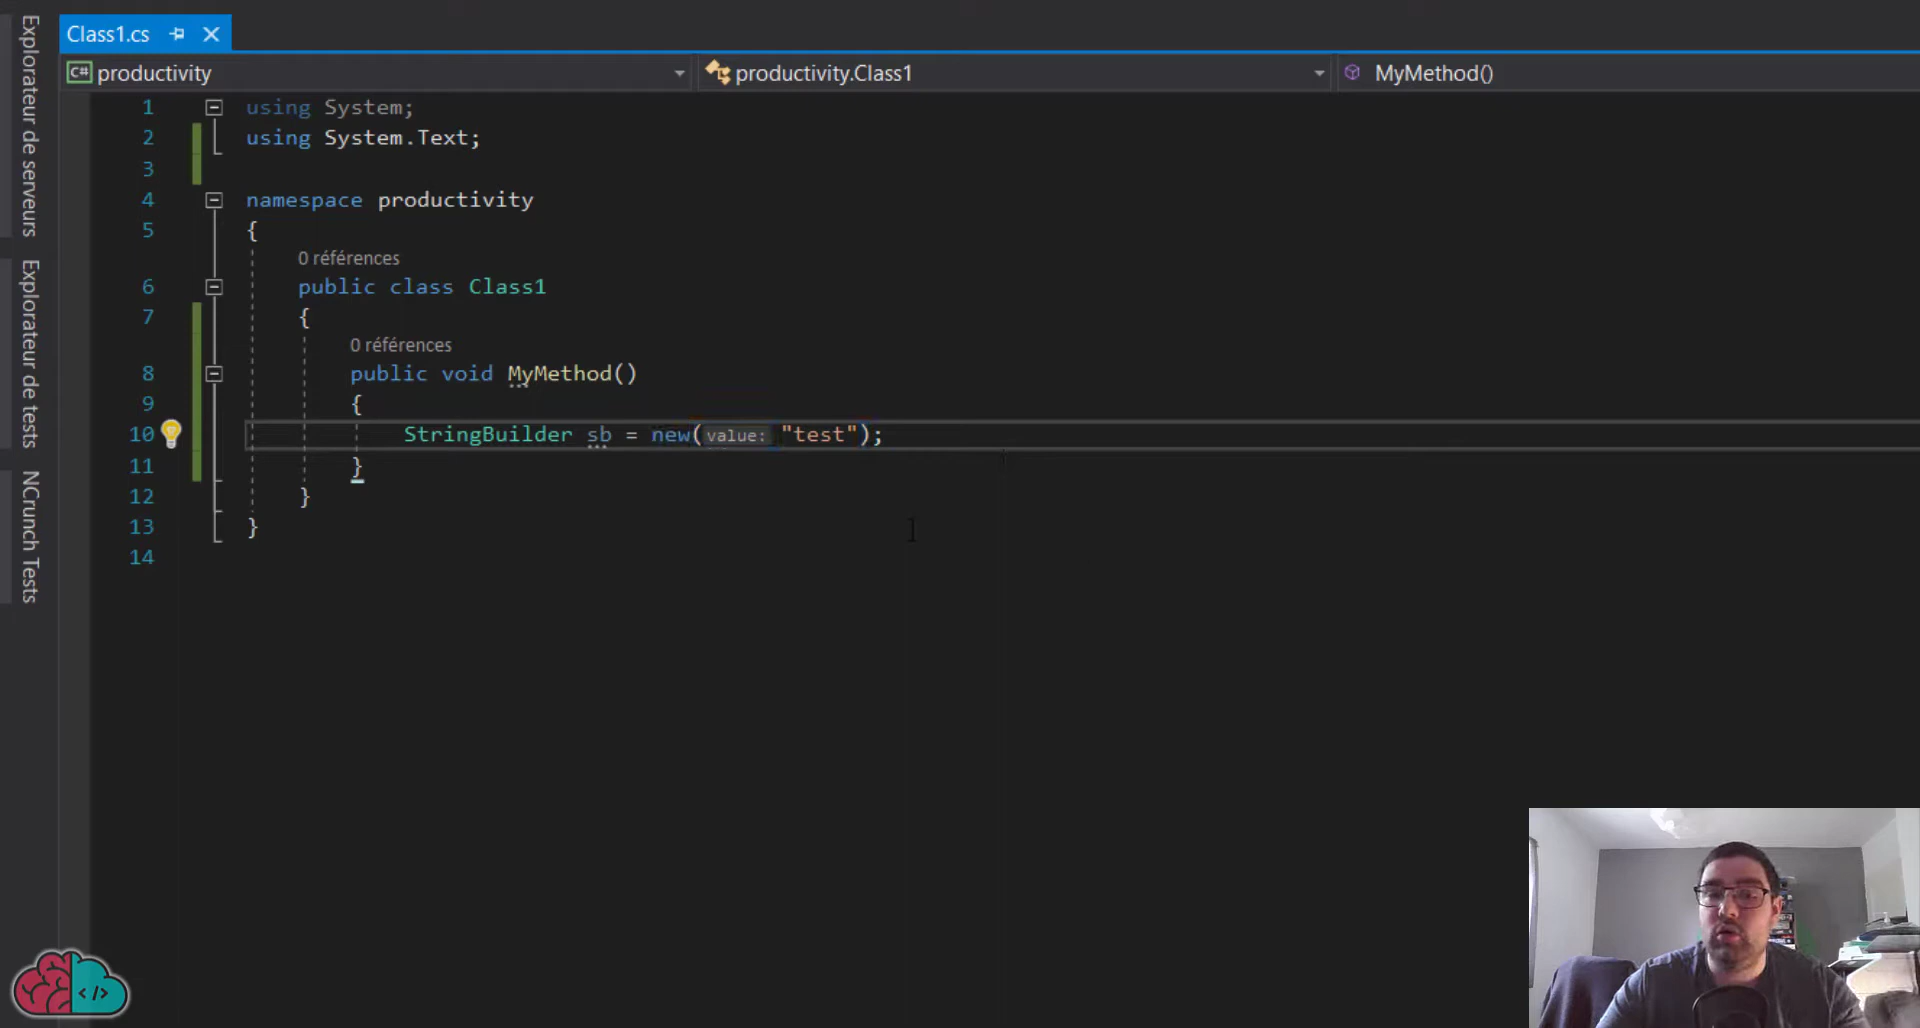 Explorateur de serveurs
Explorateur de tests
NCrunch Tests
Class1.cs
C# productivity
productivity.Class1
MyMethod()
1 using System;
2 using System.Text;
3
4 namespace productivity
5 {
0 références
6 public class Class1
7 {
0 références
8 public void MyMethod()
9 {
10 StringBuilder sb = new(value: "test");
11 }
12 }
13 }
14
</>